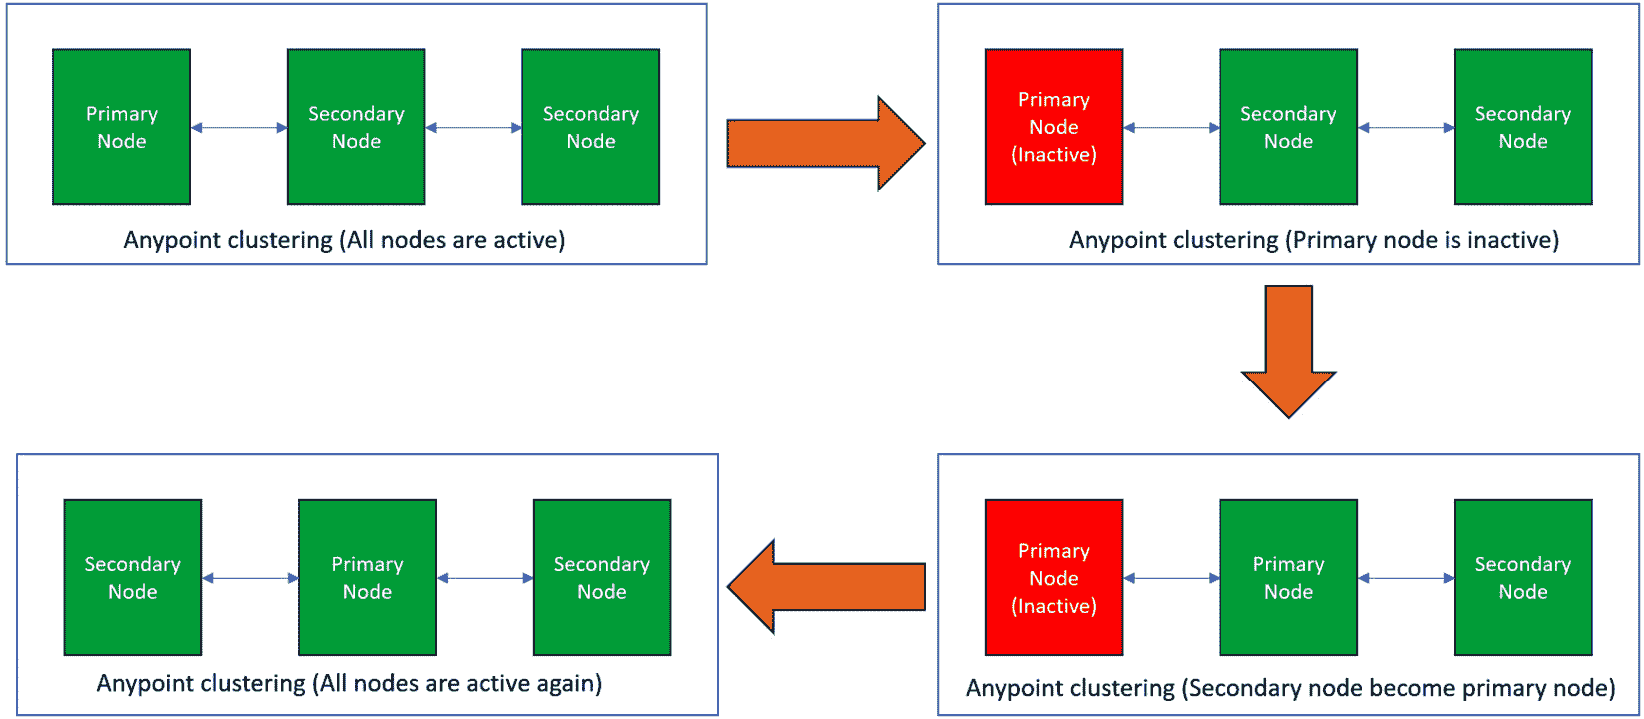 Primary
Node
Secondary
Node
Secondary
Node
Anypoint clustering (All nodes are active)
Primary
Node
(Inactive)
Secondary
Node
Secondary
Node
Anypoint clustering (Primary node is inactive)
Secondary
Node
Primary
Node
Secondary
Node
Anypoint clustering (All nodes are active again)
Primary
Node
(Inactive)
Primary
Node
Secondary
Node
Anypoint clustering (Secondary node become primary node)